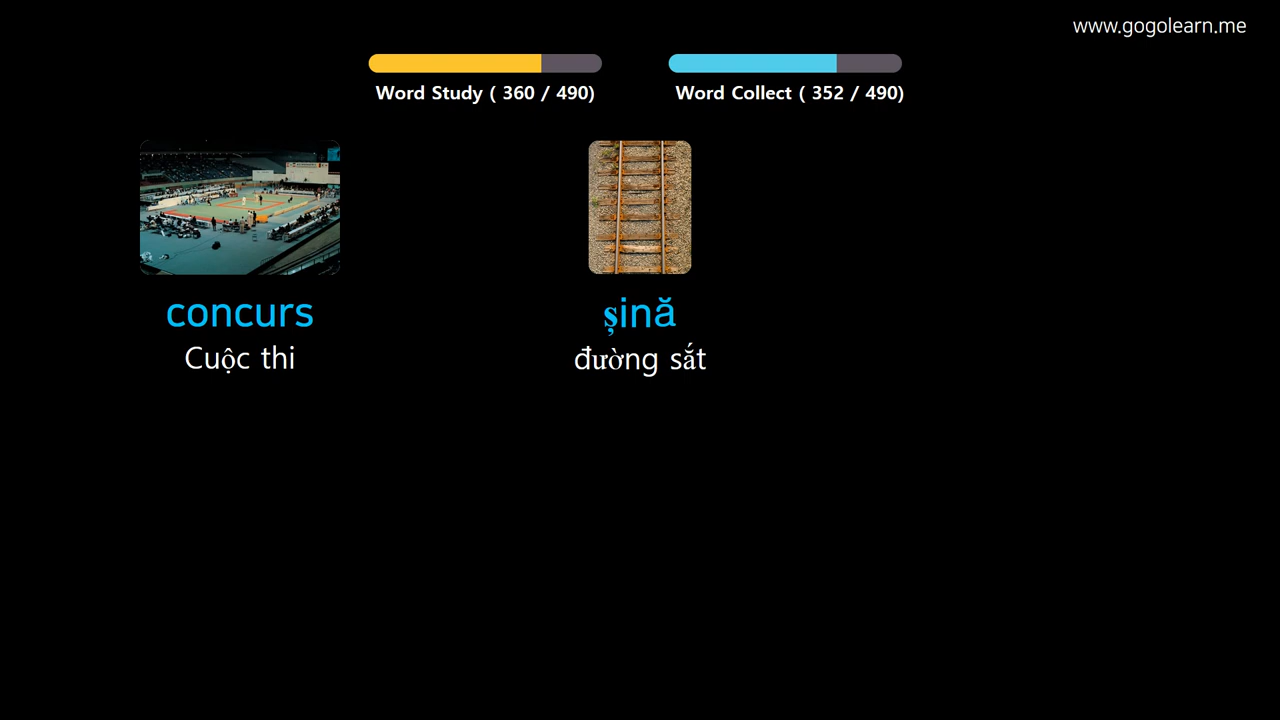 www.gogolearn.me
Word Study ( 360 / 490)
Word Collect ( 352 / 490)
concurs
Cuộc thi
șină
đường sắt